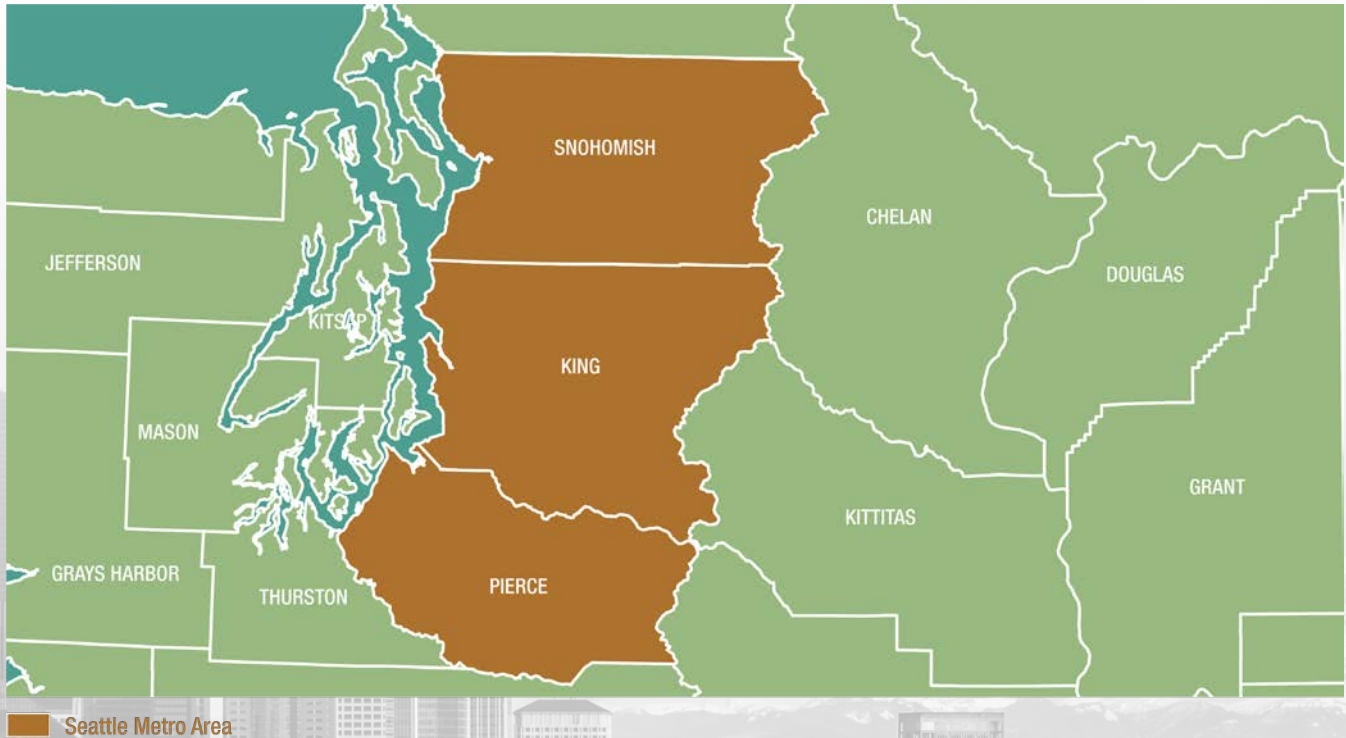 SNOHOMISH
CHELAN
JEFFERSON
DOUGLAS
KITSAP
KING
MASON
GRANT
KITTITAS
GRAYS HARBOR
PIERCE
THURSTON
Seattle Metro Area